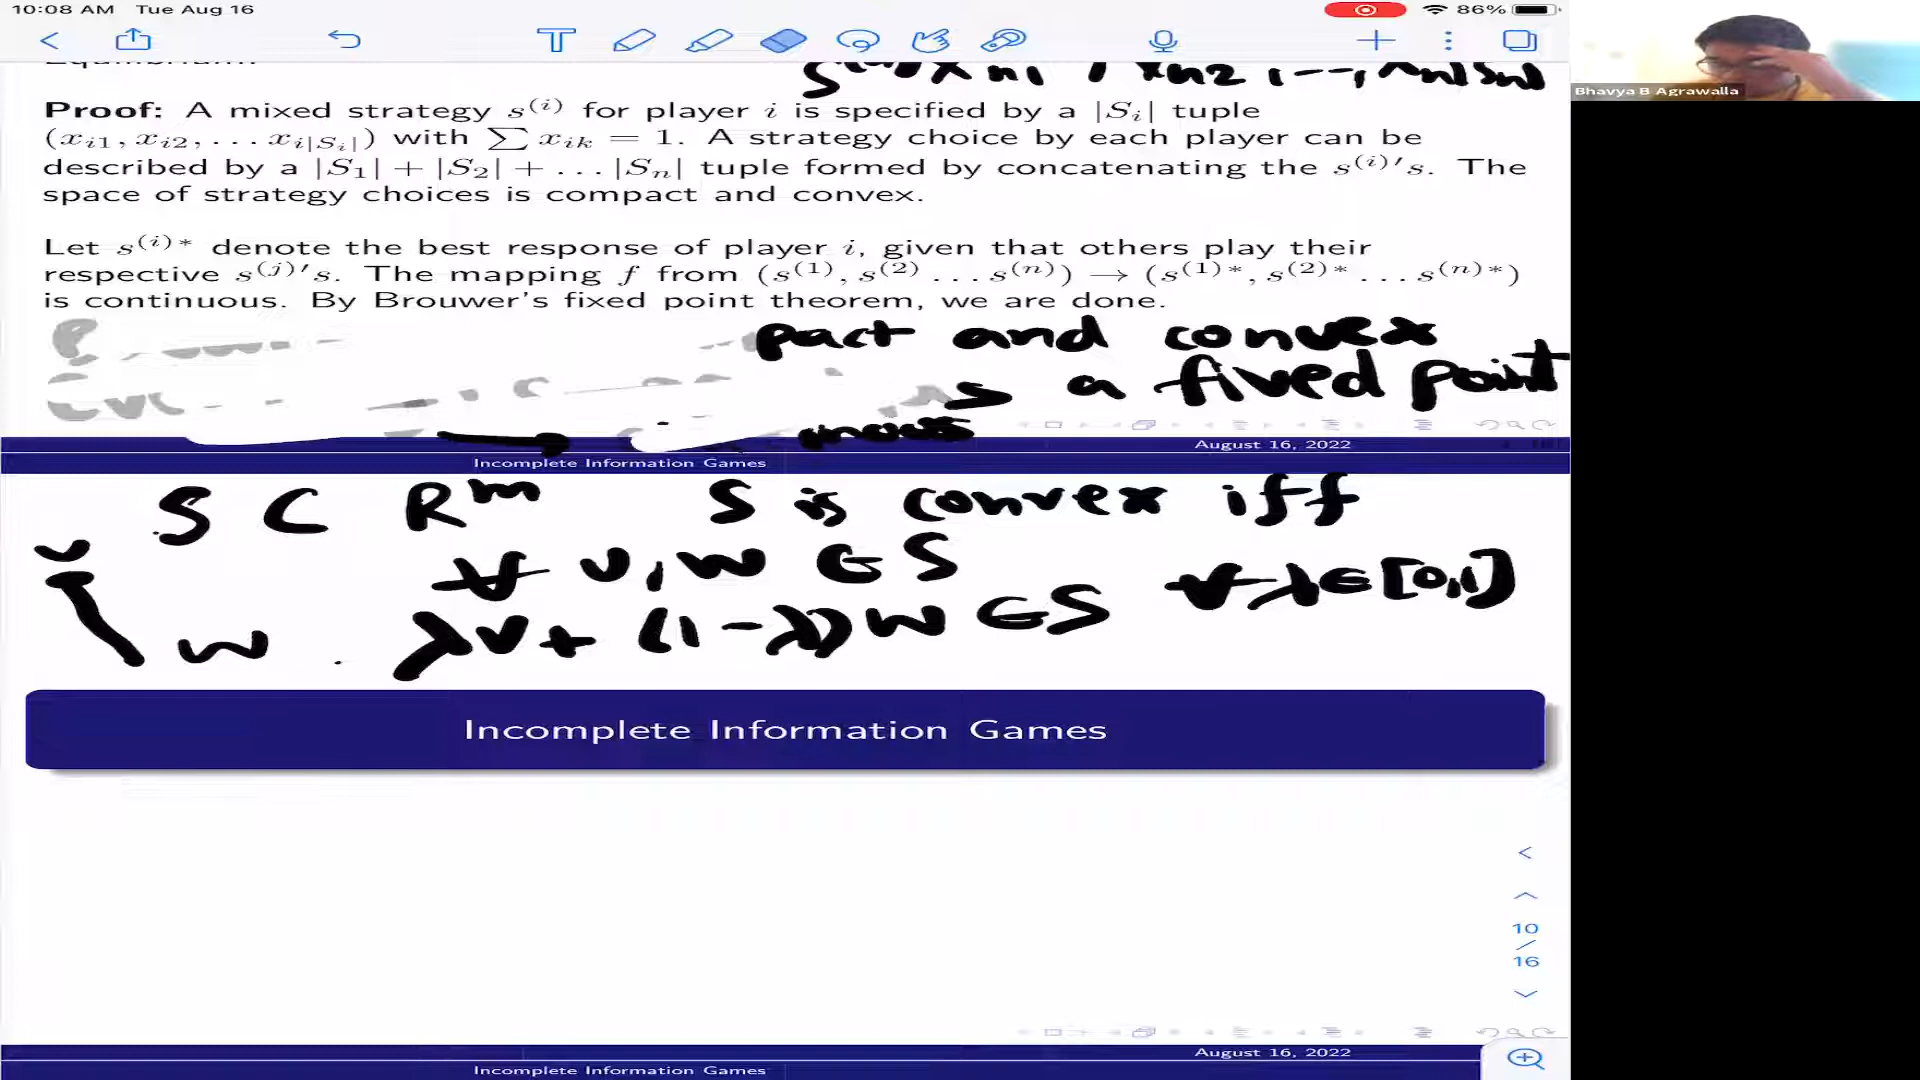 10:08 AM Tue Aug 16
86%
Bhavya B Agrawalla
Equilibrium.
Proof: A mixed strategy s^(i) for player i is specified by a |S_i| tuple
(x_i1, x_i2, ... x_i|S_i|) with ∑ x_ik = 1. A strategy choice by each player can be
described by a |S_1| + |S_2| + ... |S_n| tuple formed by concatenating the s^(i)'s. The
space of strategy choices is compact and convex.
Let s^(i)* denote the best response of player i, given that others play their
respective s^(j)'s. The mapping f from (s^(1), s^(2) ... s^(n)) → (s^(1)*, s^(2)* ... s^(n)*)
is continuous. By Brouwer's fixed point theorem, we are done.
pact and convex
s a fixed point
August 16, 2022
Incomplete Information Games
S ⊂ R^m S is convex iff
∀ v, w ∈ S
λv + (1-λ)w ∈ S ∀ λ ∈ [0,1]
v
w
Incomplete Information Games
10
/
16
August 16, 2022
Incomplete Information Games